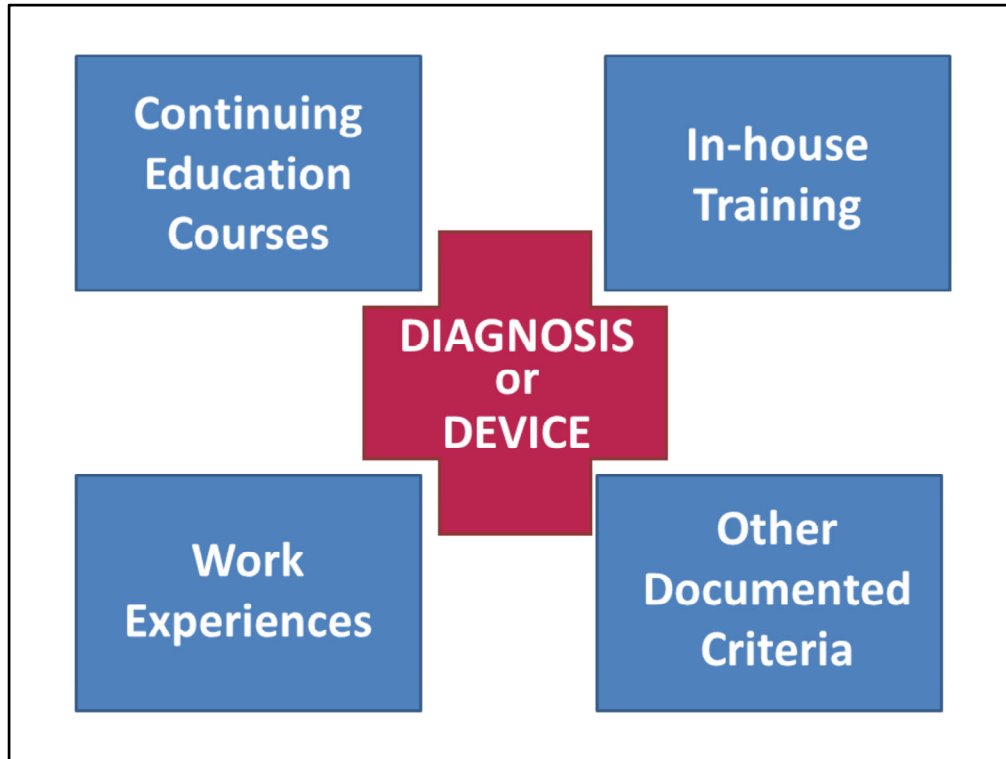 Continuing
Education
Courses
In-house
Training
DIAGNOSIS
or
DEVICE
Work
Experiences
Other
Documented
Criteria